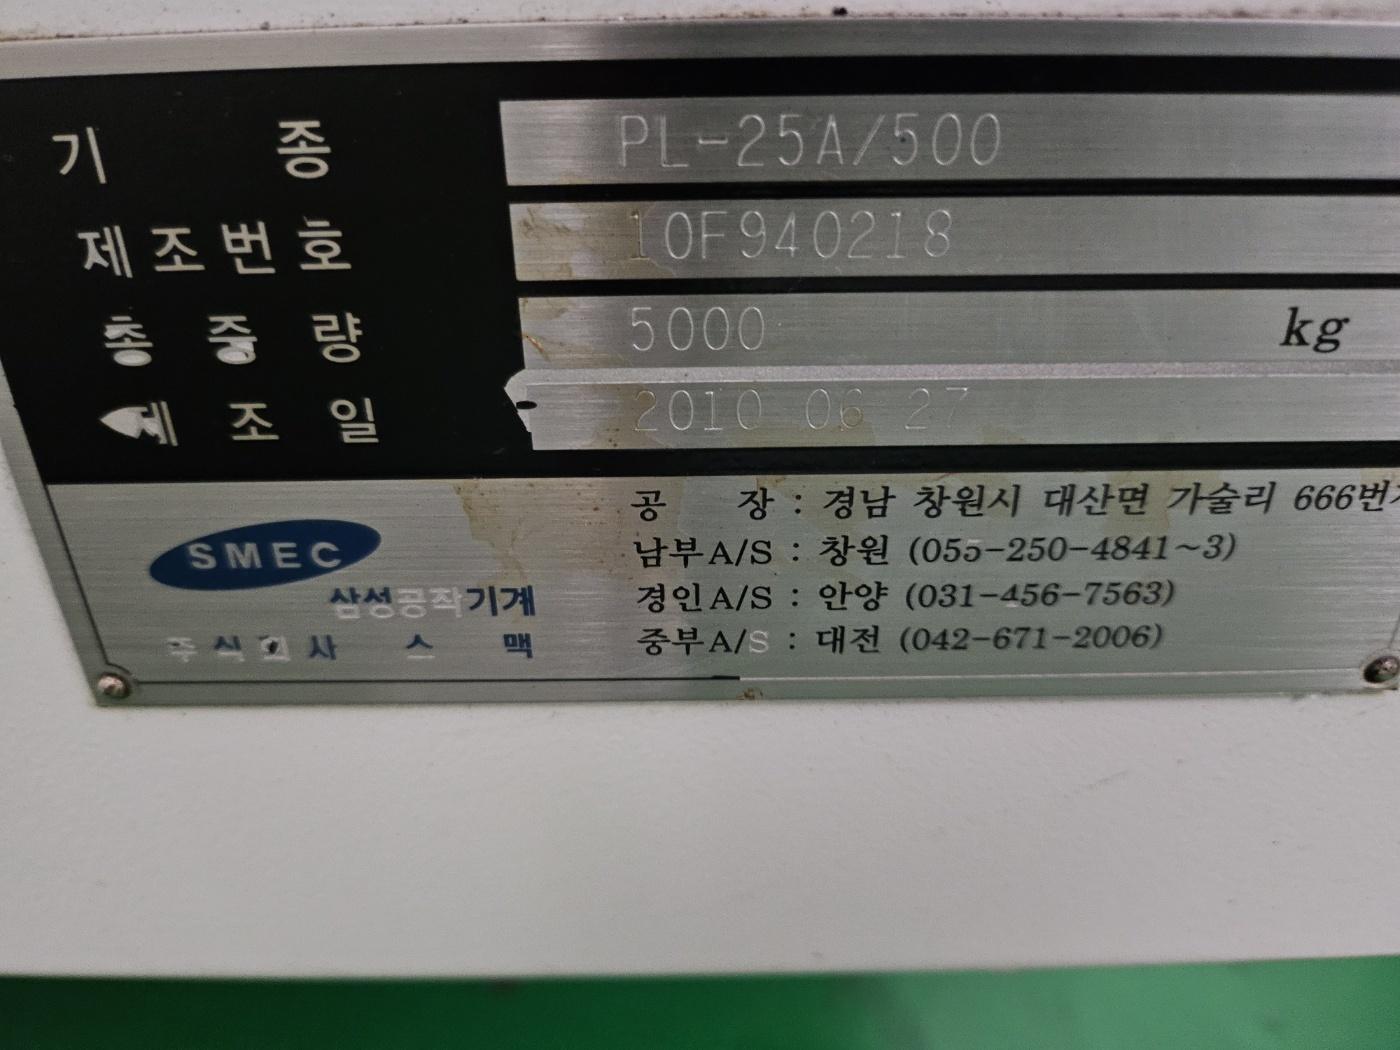 기 종 PL-25A/500
제조번호 10F940218
총중량 5000 kg
제조일 2010 06 27
공 장 : 경남 창원시 대산면 가술리 666번
남부A/S : 창원 (055-250-4841~3)
경인A/S : 안양 (031-456-7563)
중부A/S : 대전 (042-671-2006)
SMEC
삼성공작기계
주식회사 스맥